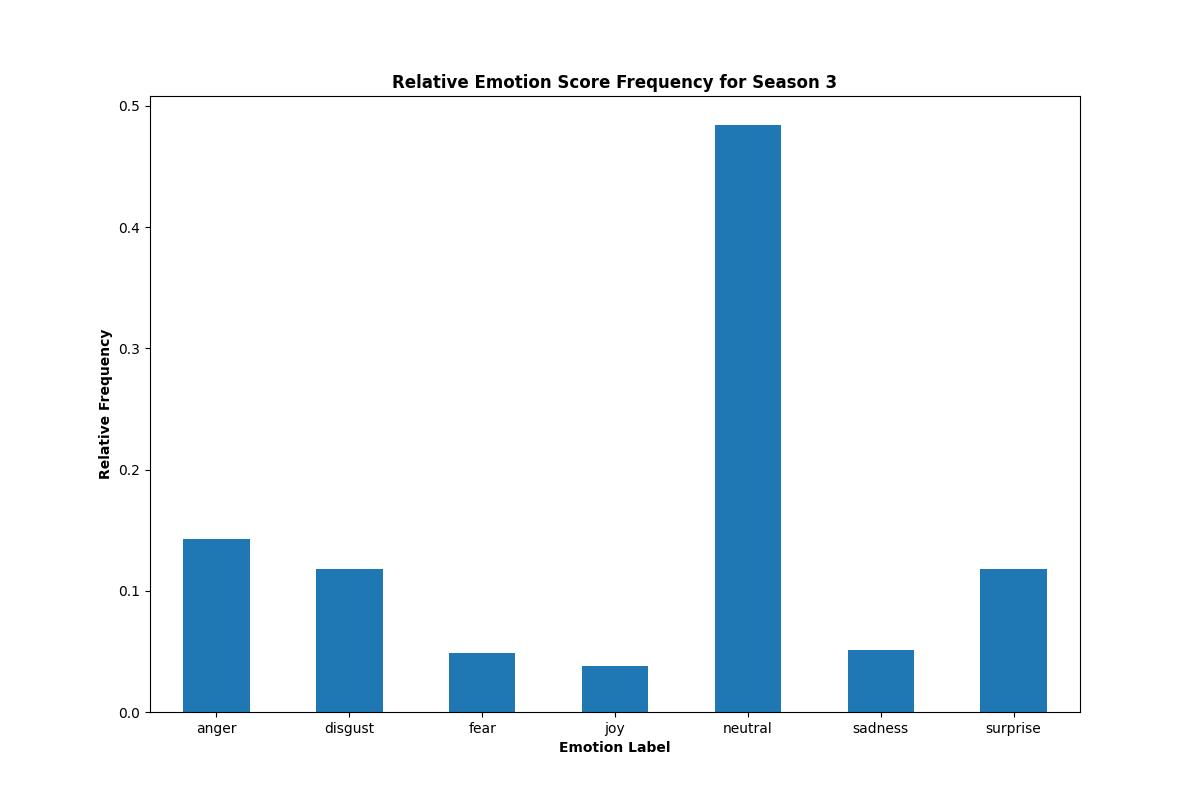 Relative Emotion Score Frequency for Season 3
0.5
0.4
0.3
0.2
0.1
0.0
Relative Frequency
anger disgust fear joy neutral sadness surprise
Emotion Label